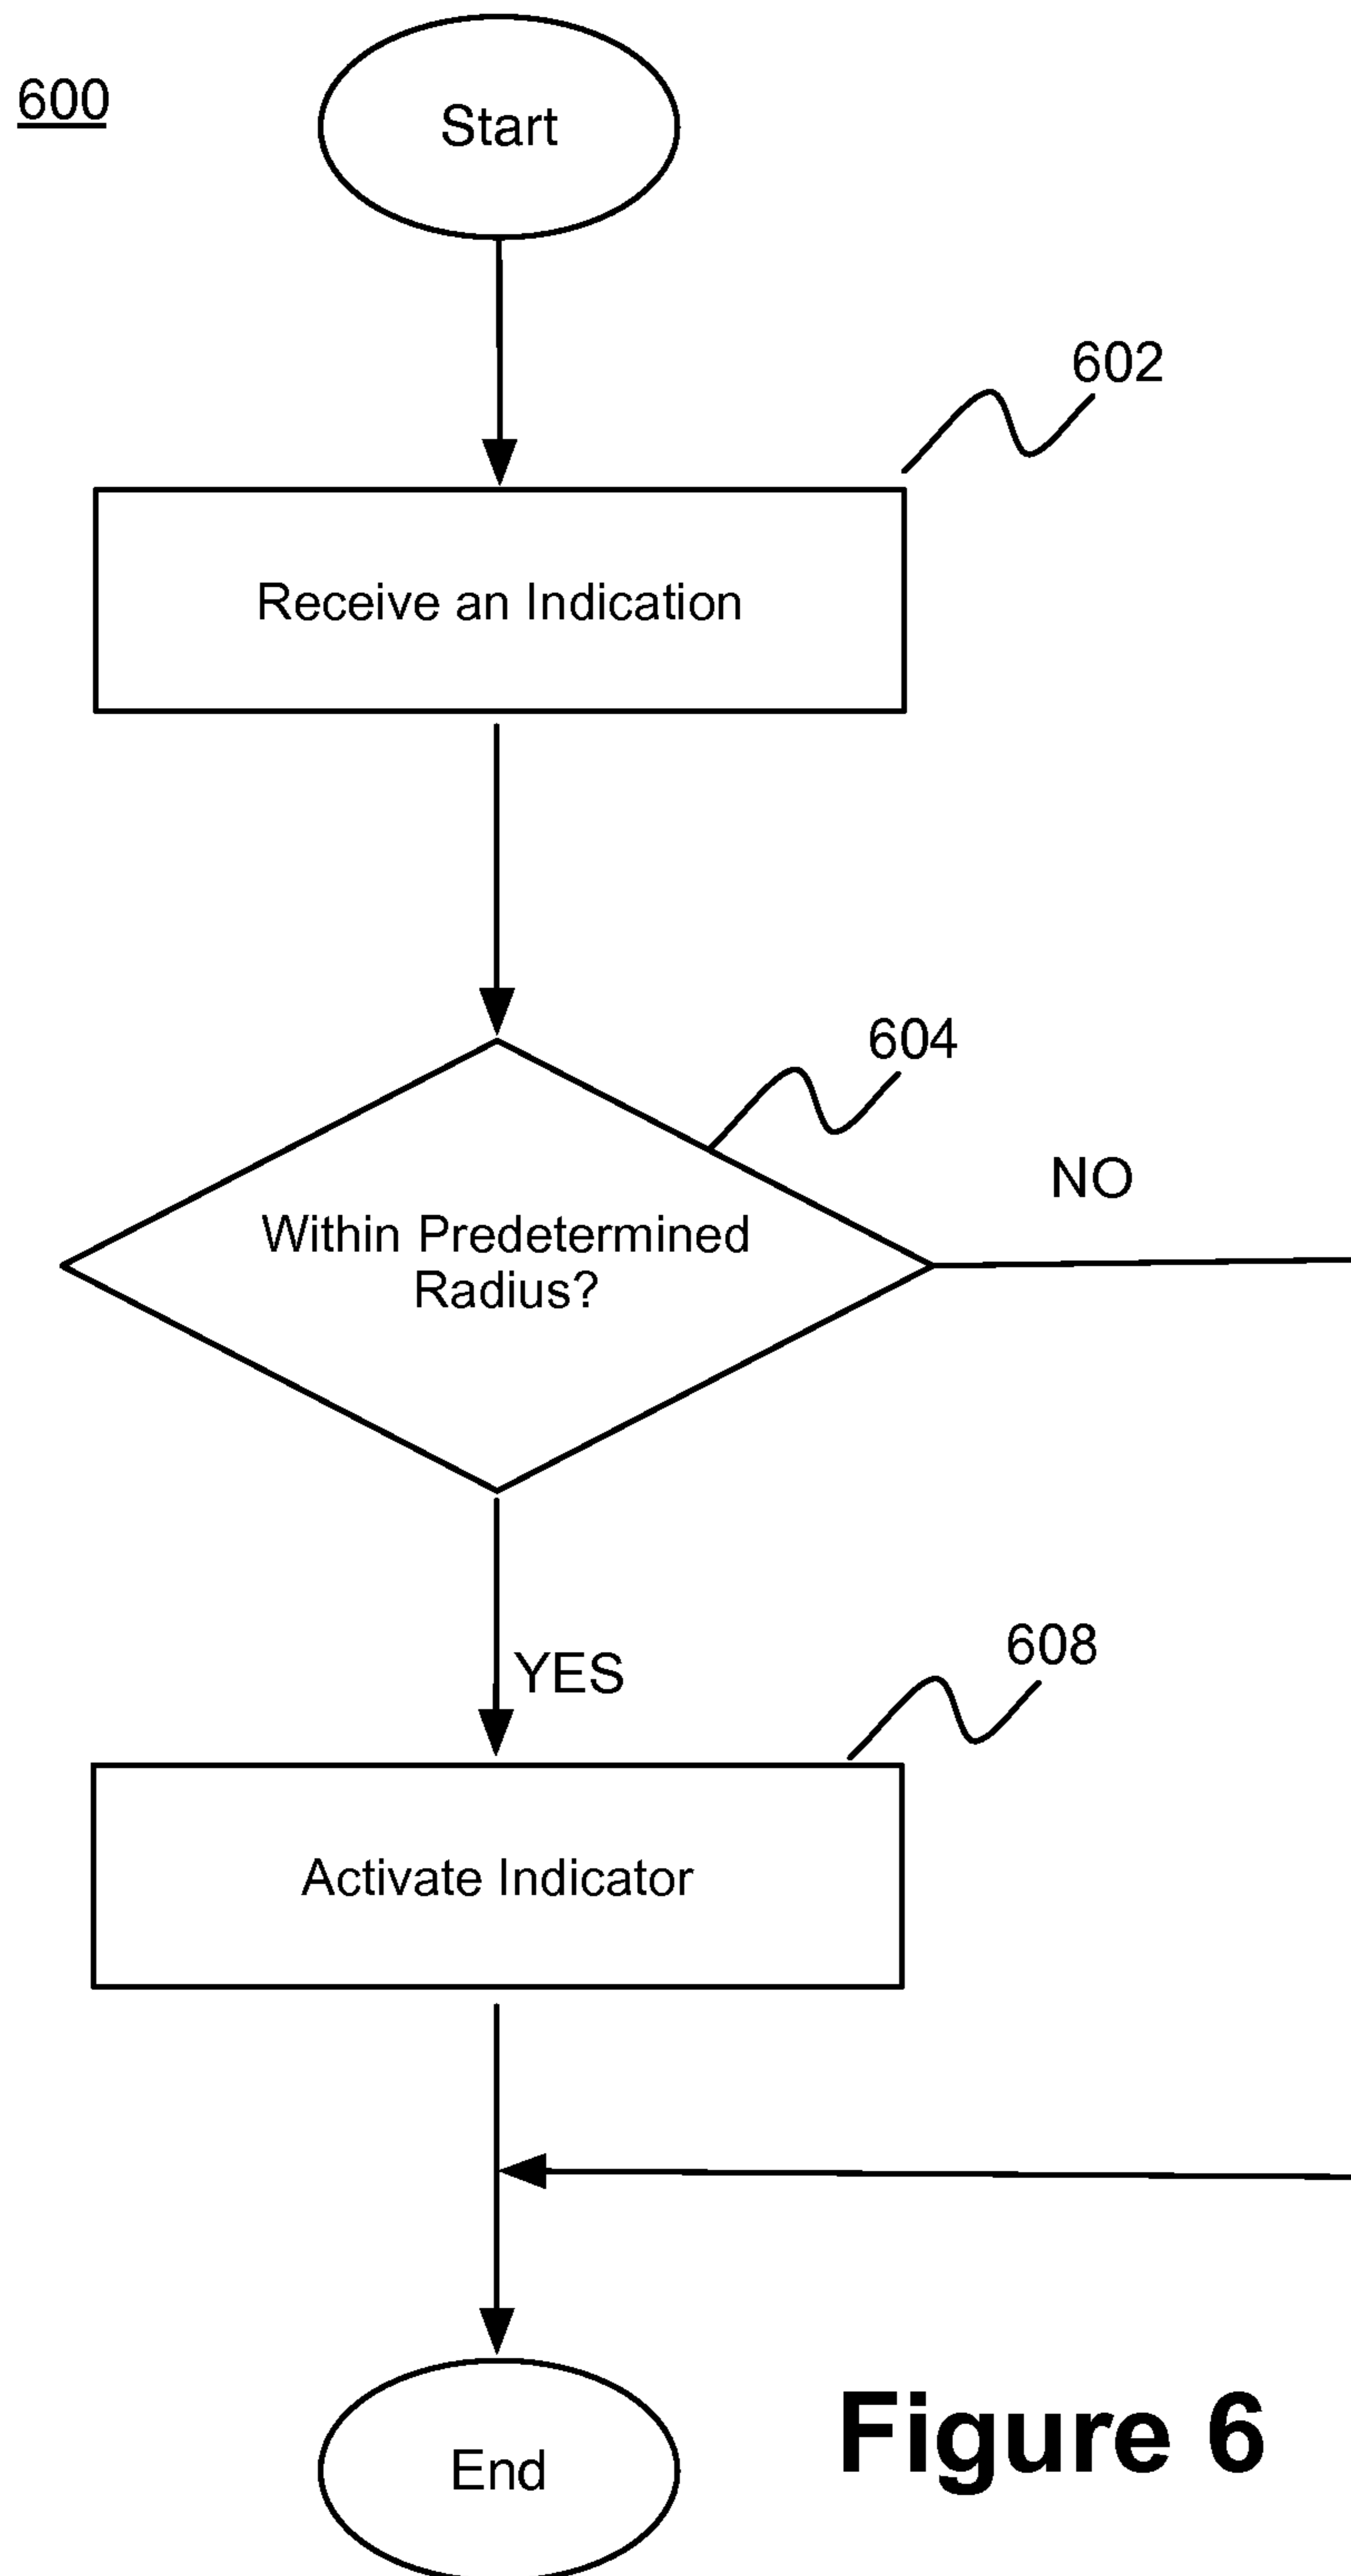 600
Start
602
Receive an Indication
604
NO
Within Predetermined
Radius?
YES
608
Activate Indicator
End
Figure 6